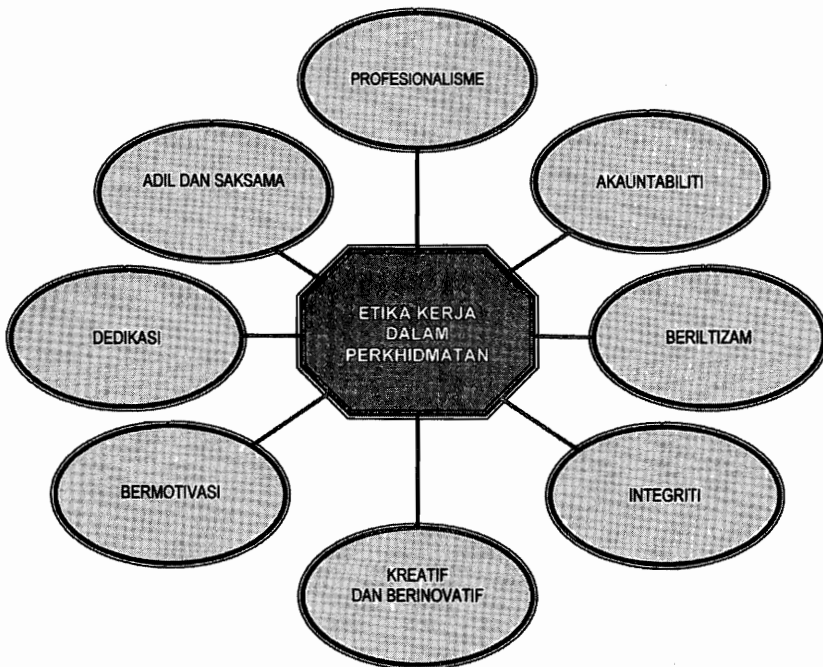 PROFESIONALISME
ADIL DAN SAKSAMA
AKAUNTABILITI
ETIKA KERJA
DALAM
PERKHIDMATAN
DEDIKASI
BERILTIZAM
BERMOTIVASI
INTEGRITI
KREATIF
DAN BERINOVATIF